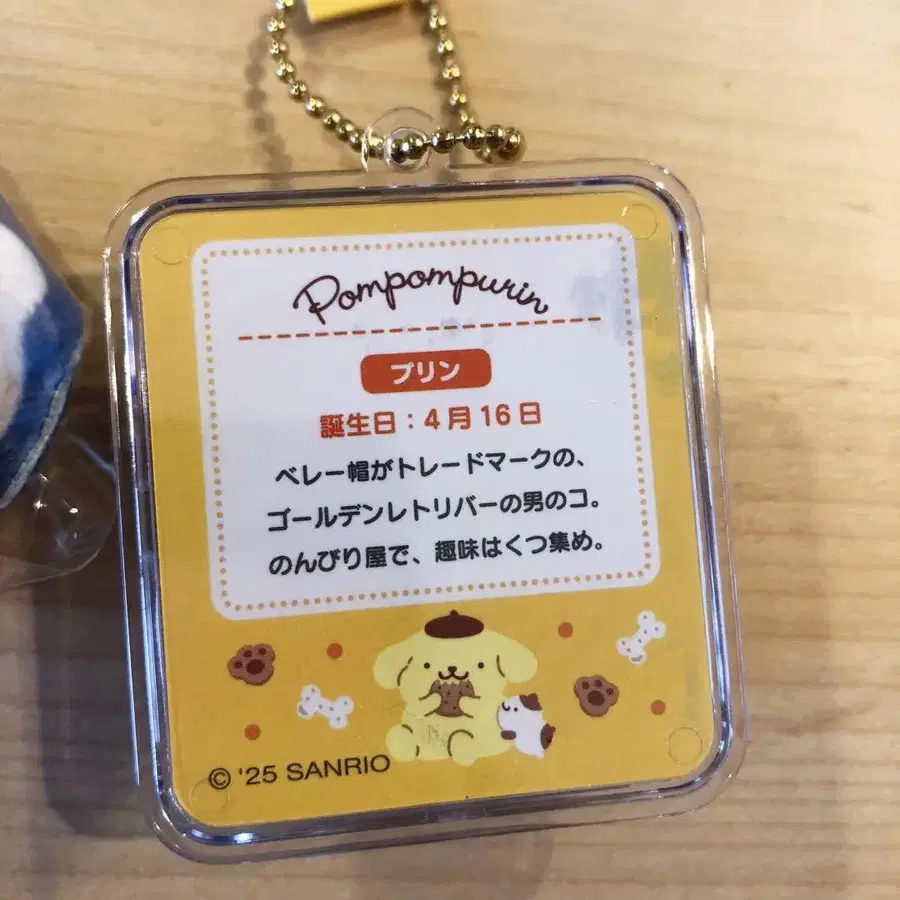 Pompompurin
プリン
誕生日：4月16日
ベレー帽がトレードマークの、
ゴールデンレトリバーの男のコ。
のんびり屋で、趣味はくつ集め。
© '25 SANRIO